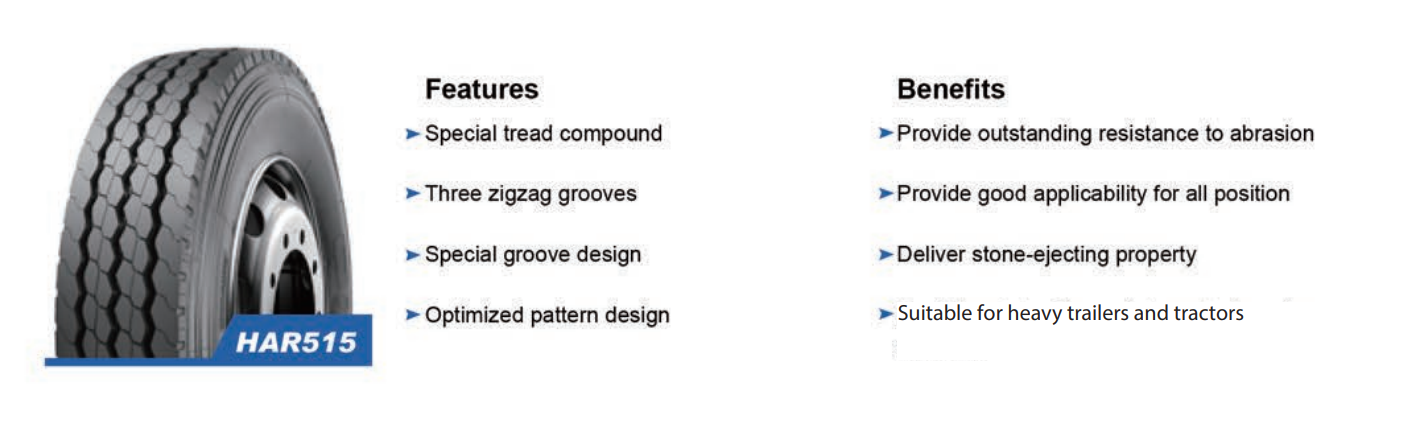 Features
Special tread compound
Three zigzag grooves
Special groove design
Optimized pattern design
Benefits
Provide outstanding resistance to abrasion
Provide good applicability for all position
Deliver stone-ejecting property
Suitable for heavy trailers and tractors
HAR515